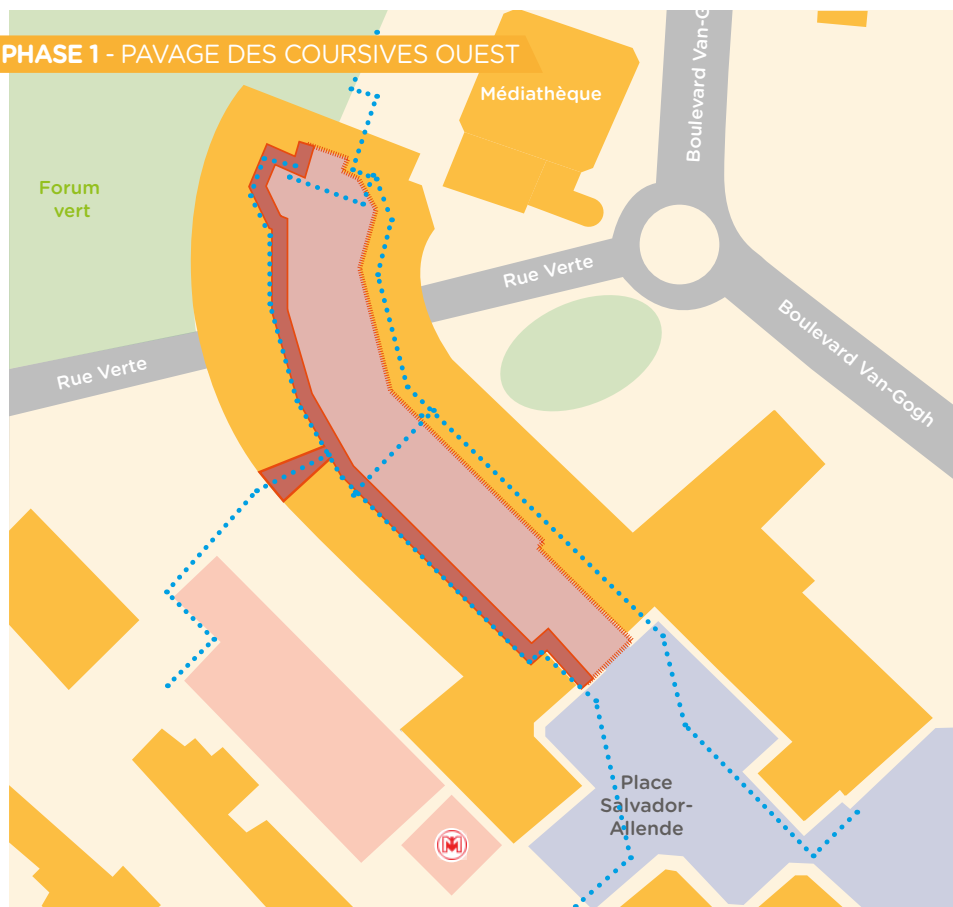 PHASE 1 - PAVAGE DES COURSIVES OUEST
Boulevard Van-G
Médiathèque
Forum
vert
Rue Verte
Rue Verte
Boulevard Van-Gogh
Place
Salvador-
Allende
M